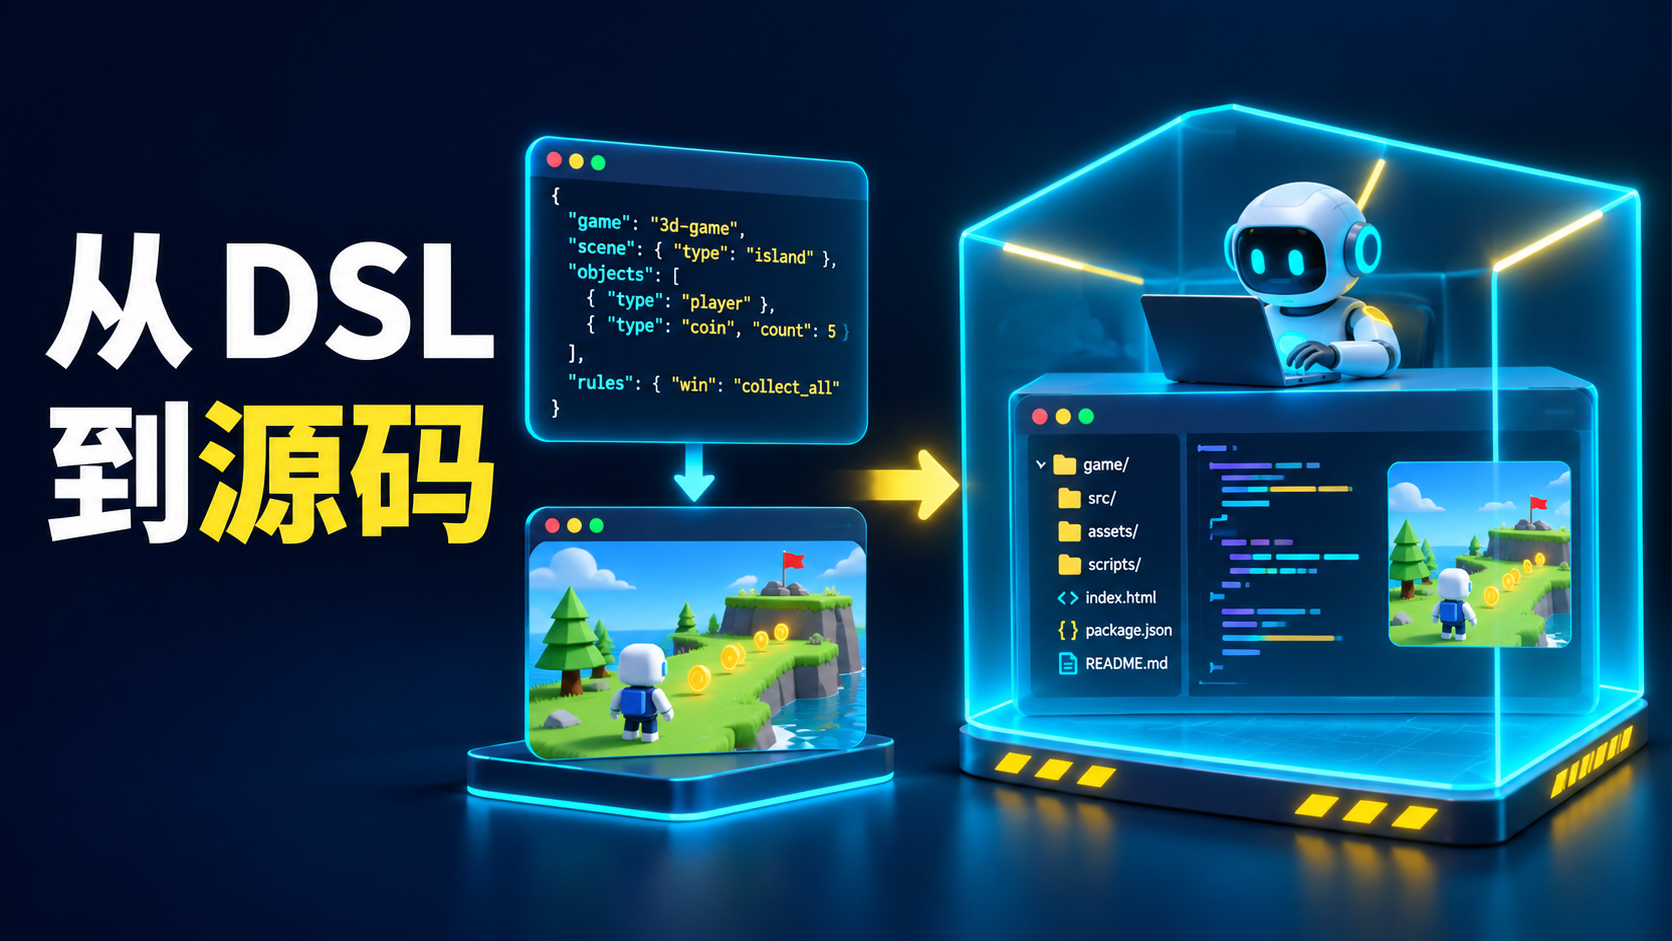 从 DSL
到源码
{
"game": "3d-game",
"scene": { "type": "island" },
"objects": [
{ "type": "player" },
{ "type": "coin", "count": 5 }
],
"rules": { "win": "collect_all"
}
game/
src/
assets/
scripts/
<> index.html
{} package.json
README.md